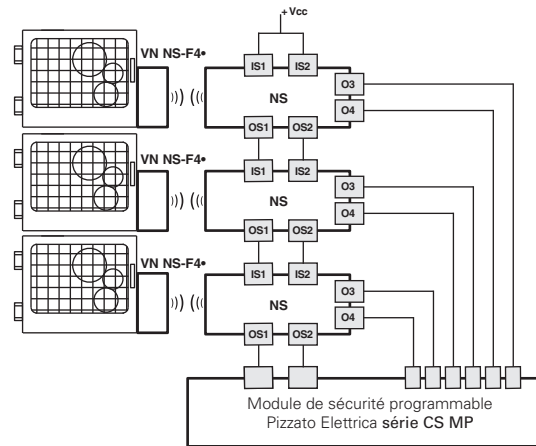 + Vcc
VN NS-F4•
IS1 IS2
O3
NS
O4
OS1 OS2
VN NS-F4•
IS1 IS2
O3
NS
O4
OS1 OS2
VN NS-F4•
IS1 IS2
O3
NS
O4
OS1 OS2
Module de sécurité programmable
Pizzato Elettrica série CS MP